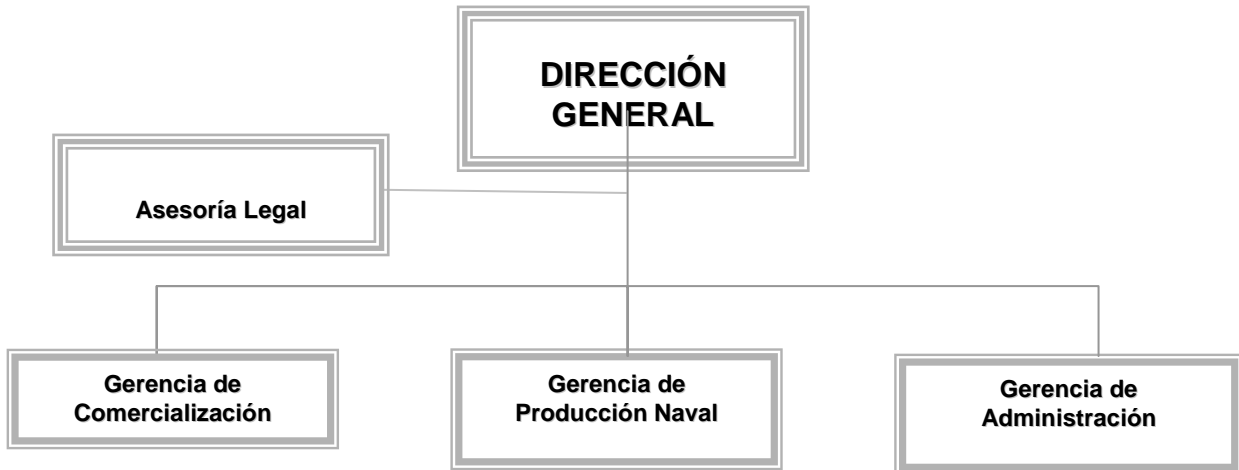 DIRECCIÓN
GENERAL
Asesoría Legal
Gerencia de
Comercialización
Gerencia de
Producción Naval
Gerencia de
Administración